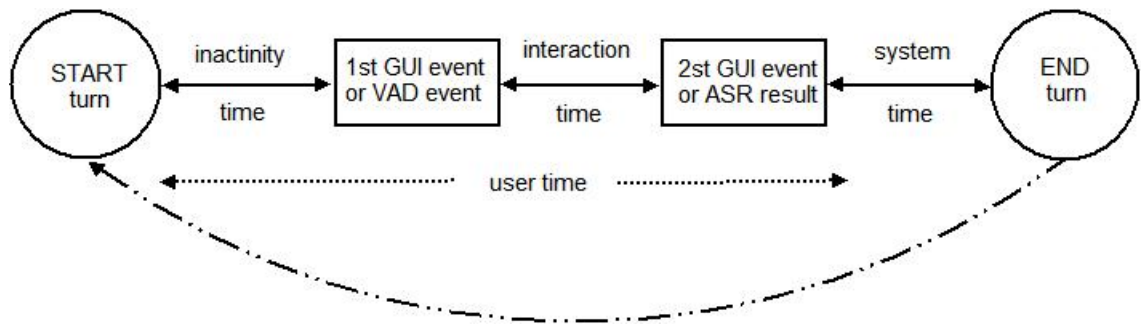 START
turn
inactinity
time
1st GUI event
or VAD event
interaction
time
2st GUI event
or ASR result
system
time
END
turn
user time